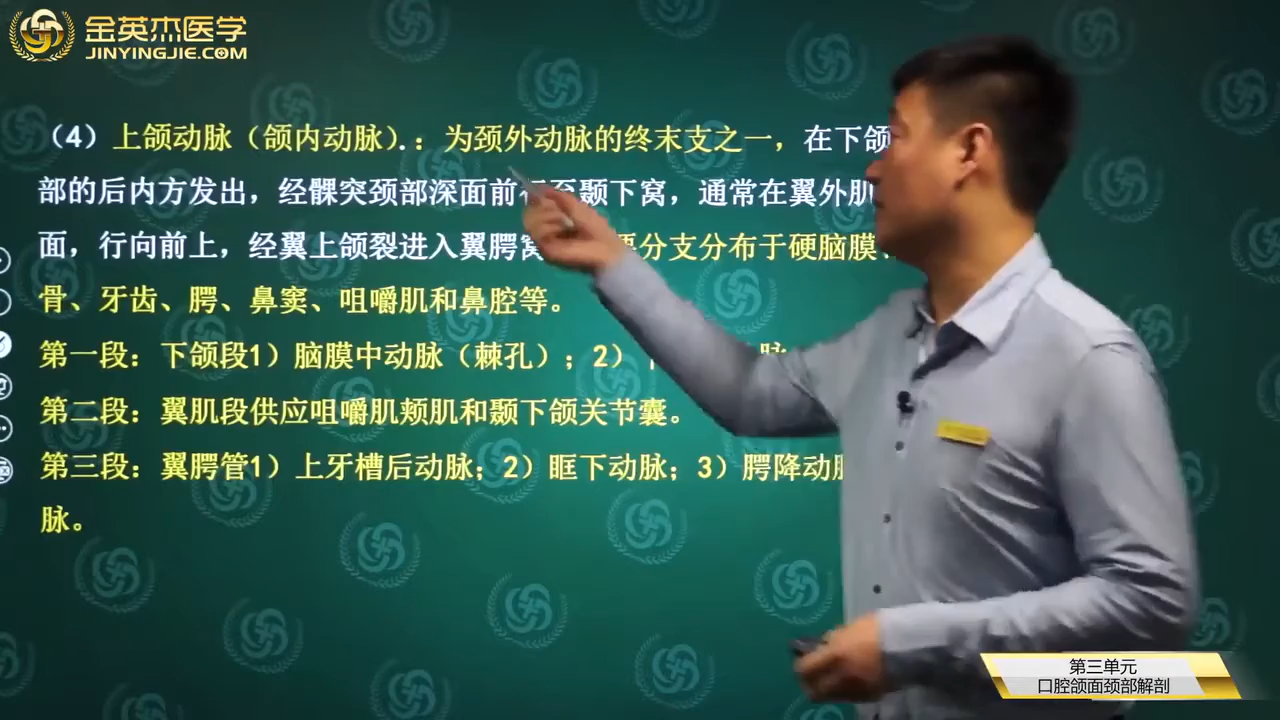 金英杰医学
JINYINGJIE.COM
（4）上颌动脉（颌内动脉）.：为颈外动脉的终末支之一，在下颌
部的后内方发出，经髁突颈部深面前 至颞下窝，通常在翼外肌
面，行向前上，经翼上颌裂进入翼腭窝 分支分布于硬脑膜
骨、牙齿、腭、鼻窦、咀嚼肌和鼻腔等。
第一段：下颌段1）脑膜中动脉（棘孔）；2） 脉
第二段：翼肌段供应咀嚼肌颊肌和颞下颌关节囊。
第三段：翼腭管1）上牙槽后动脉；2）眶下动脉；3）腭降动脉
脉。
第三单元
口腔颌面颈部解剖